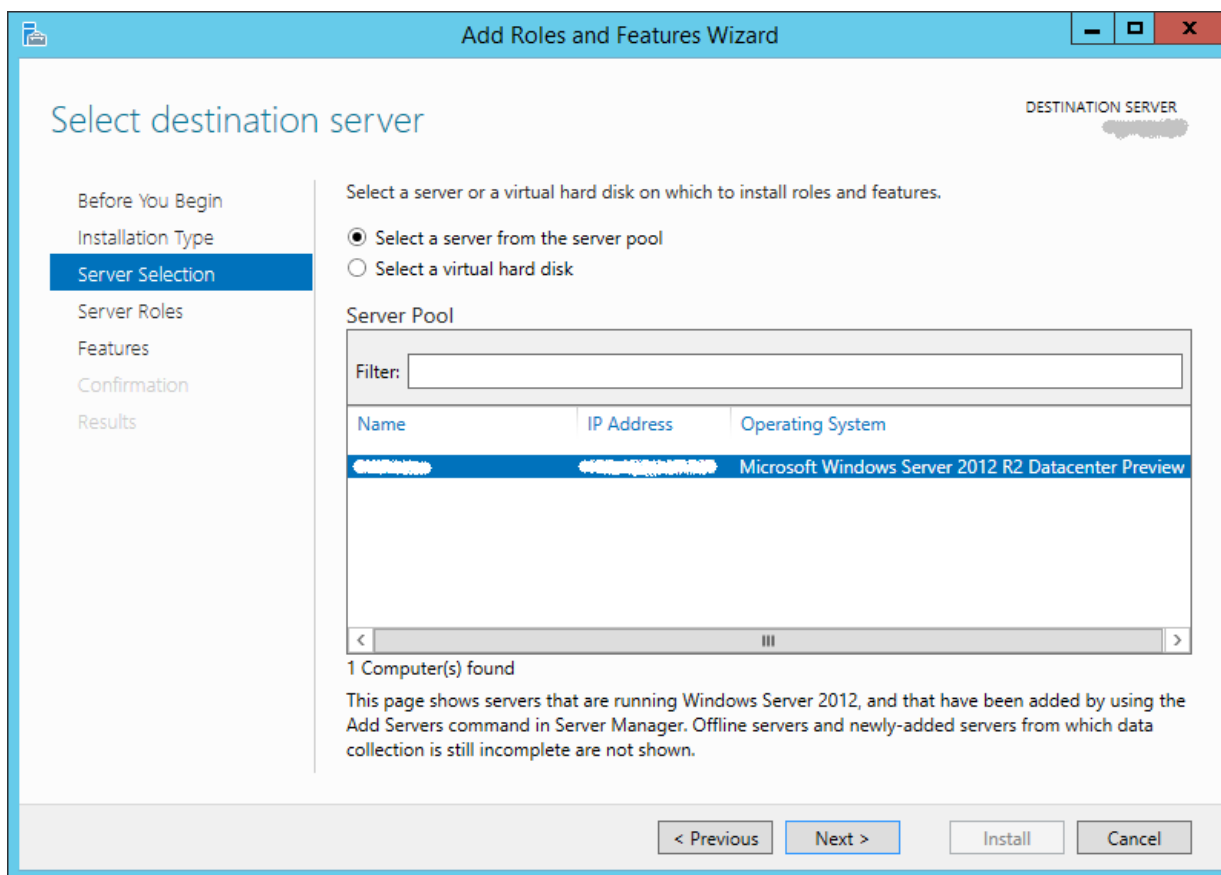 Add Roles and Features Wizard
Select destination server
DESTINATION SERVER
Before You Begin
Installation Type
Server Selection
Server Roles
Features
Confirmation
Results
Select a server or a virtual hard disk on which to install roles and features.
Select a server from the server pool
Select a virtual hard disk
Server Pool
Filter:
Name IP Address Operating System
Microsoft Windows Server 2012 R2 Datacenter Preview
1 Computer(s) found
This page shows servers that are running Windows Server 2012, and that have been added by using the
Add Servers command in Server Manager. Offline servers and newly-added servers from which data
collection is still incomplete are not shown.
< Previous Next > Install Cancel